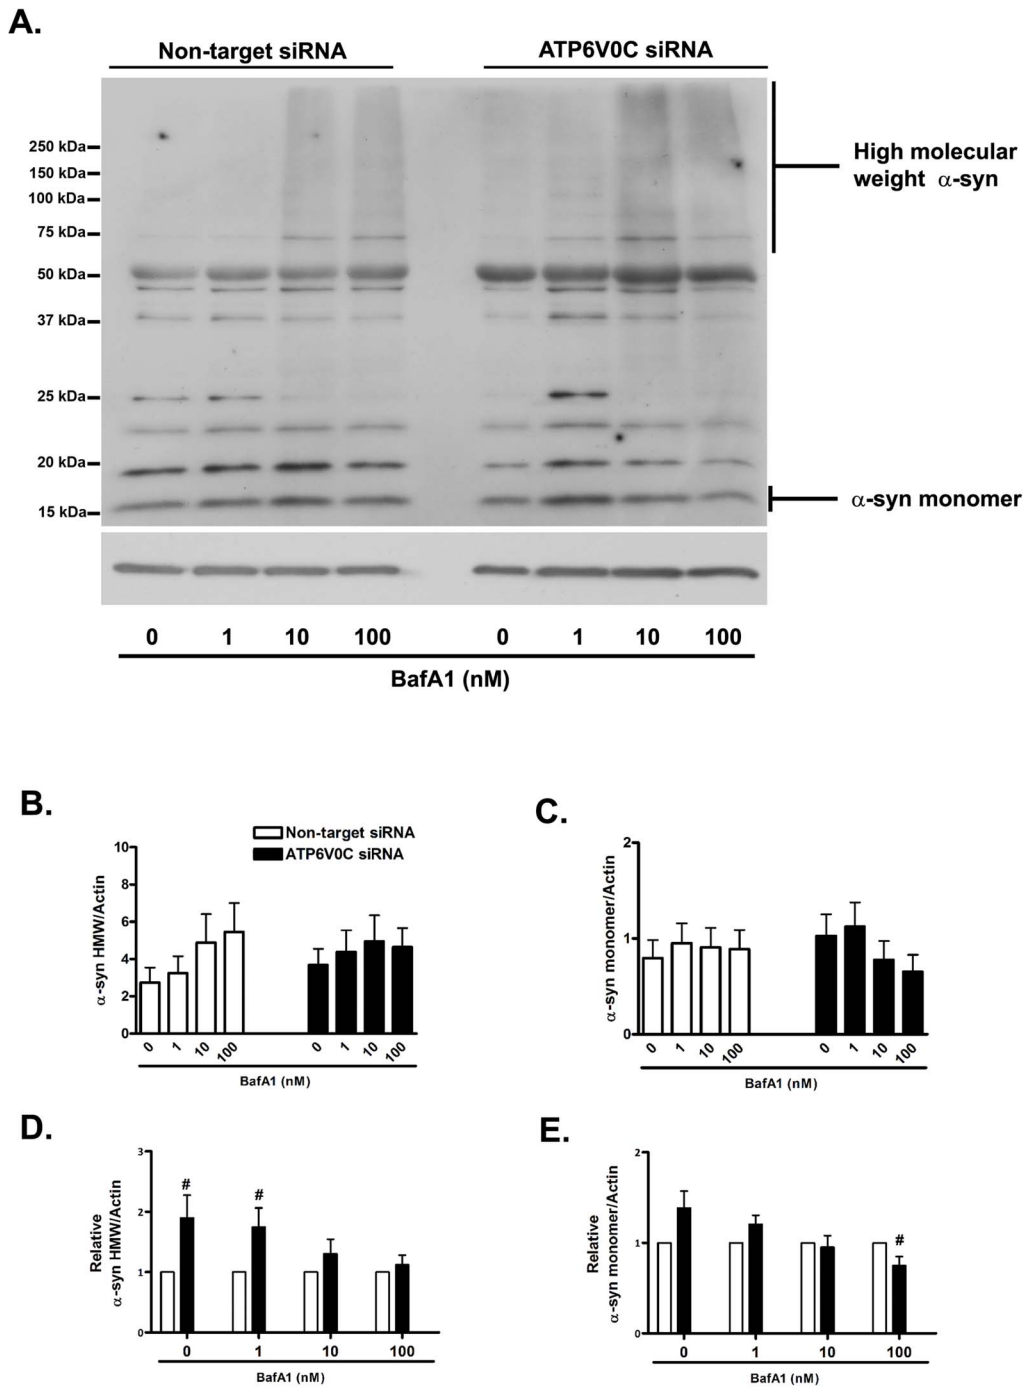 A.
Non-target siRNA
ATP6V0C siRNA
250 kDa
150 kDa
100 kDa
75 kDa
50 kDa
37 kDa
25 kDa
20 kDa
15 kDa
High molecular
weight α-syn
α-syn monomer
0 1 10 100 0 1 10 100
BafA1 (nM)
B.
Non-target siRNA
ATP6V0C siRNA
α-syn HMW/Actin
10
8
6
4
2
0
0 1 10 100 0 1 10 100
BafA1 (nM)
C.
α-syn monomer/Actin
2
1
0
0 1 10 100 0 1 10 100
BafA1 (nM)
D.
Relative
α-syn HMW/Actin
3
2
1
0
# #
0 1 10 100
BafA1 (nM)
E.
Relative
α-syn monomer/Actin
2
1
0
#
0 1 10 100
BafA1 (nM)